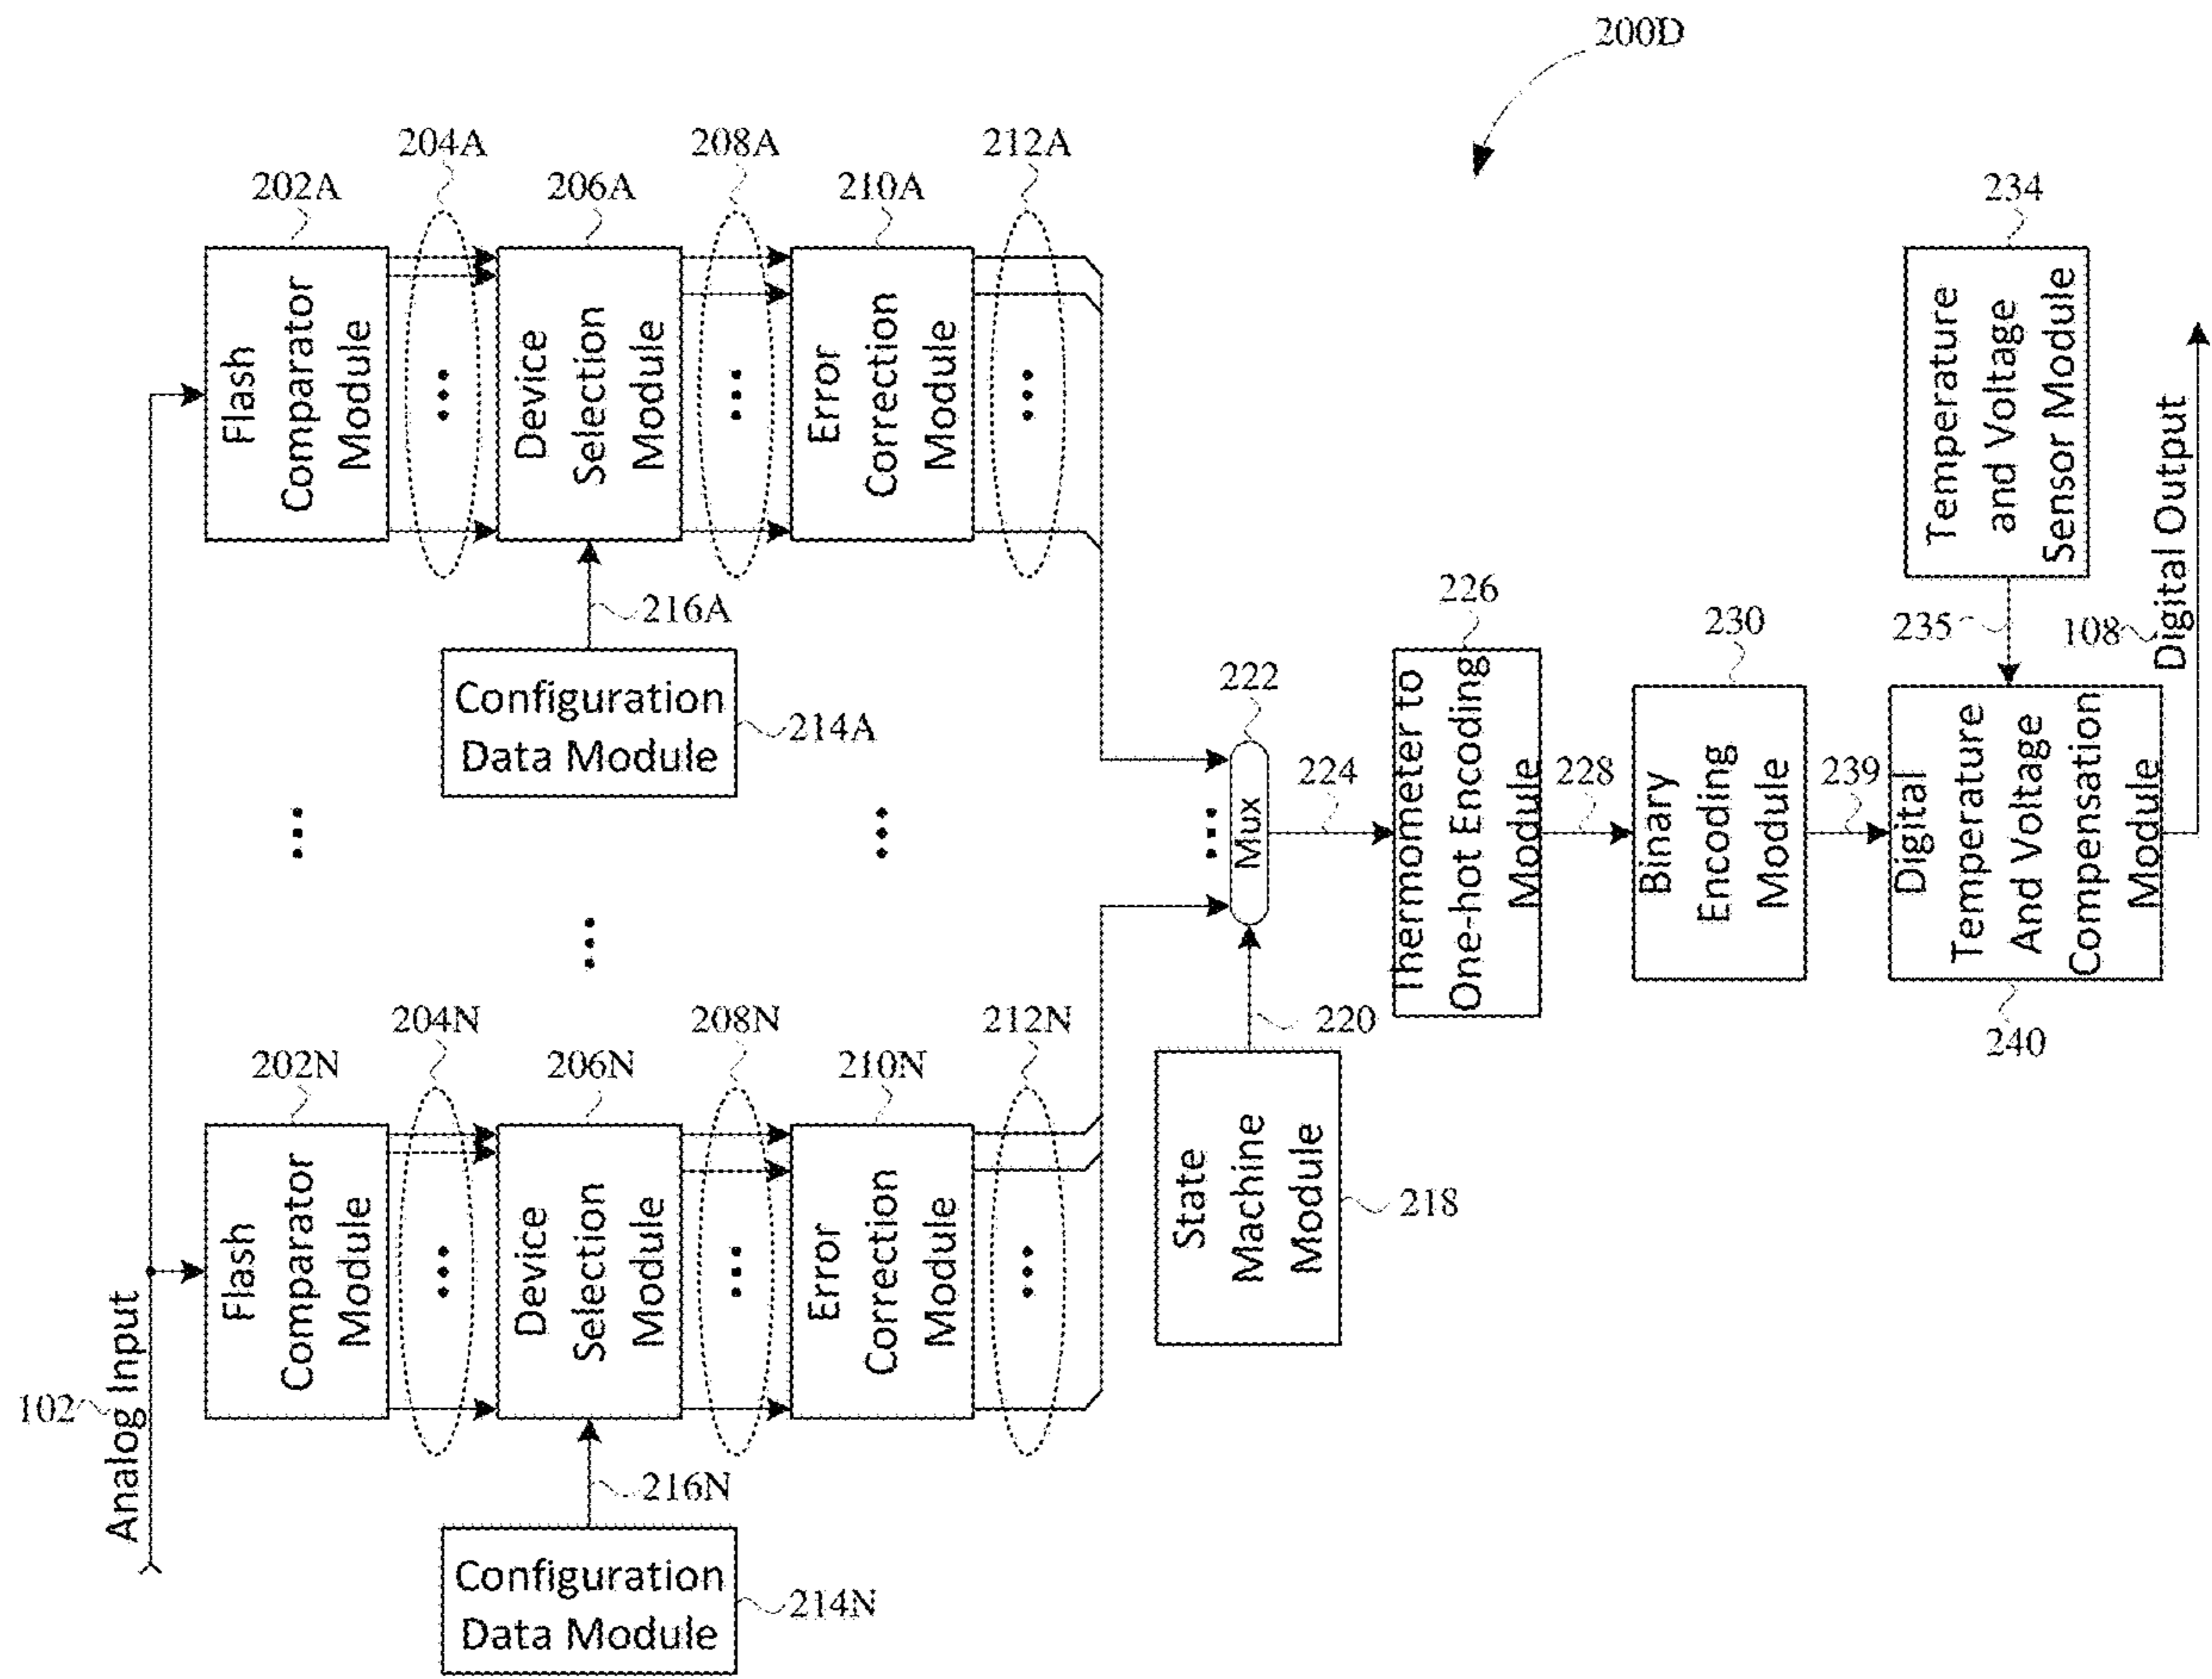 200D
204A
208A
212A
202A
206A
210A
234
Flash
Comparator
Module
Device
Selection
Module
Error
Correction
Module
Temperature
and Voltage
Sensor Module
216A
226
235
108
Digital Output
Configuration
Data Module
214A
222
230
Mux
224
Thermometer to
One-hot Encoding
Module
228
Binary
Encoding
Module
239
Digital
Temperature
And Voltage
Compensation
Module
204N
208N
212N
220
240
202N
206N
210N
Flash
Comparator
Module
Device
Selection
Module
Error
Correction
Module
State
Machine
Module
218
102
Analog Input
216N
Configuration
Data Module
214N